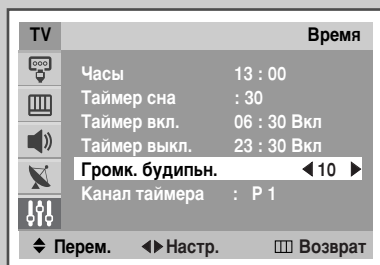 TV Время
Часы 13 : 00
Таймер сна : 30
Таймер вкл. 06 : 30 Вкл
Таймер выкл. 23 : 30 Вкл
Громк. будипьн. ◀10 ▶
Канал таймера : P 1
Перем. Настр. Возврат